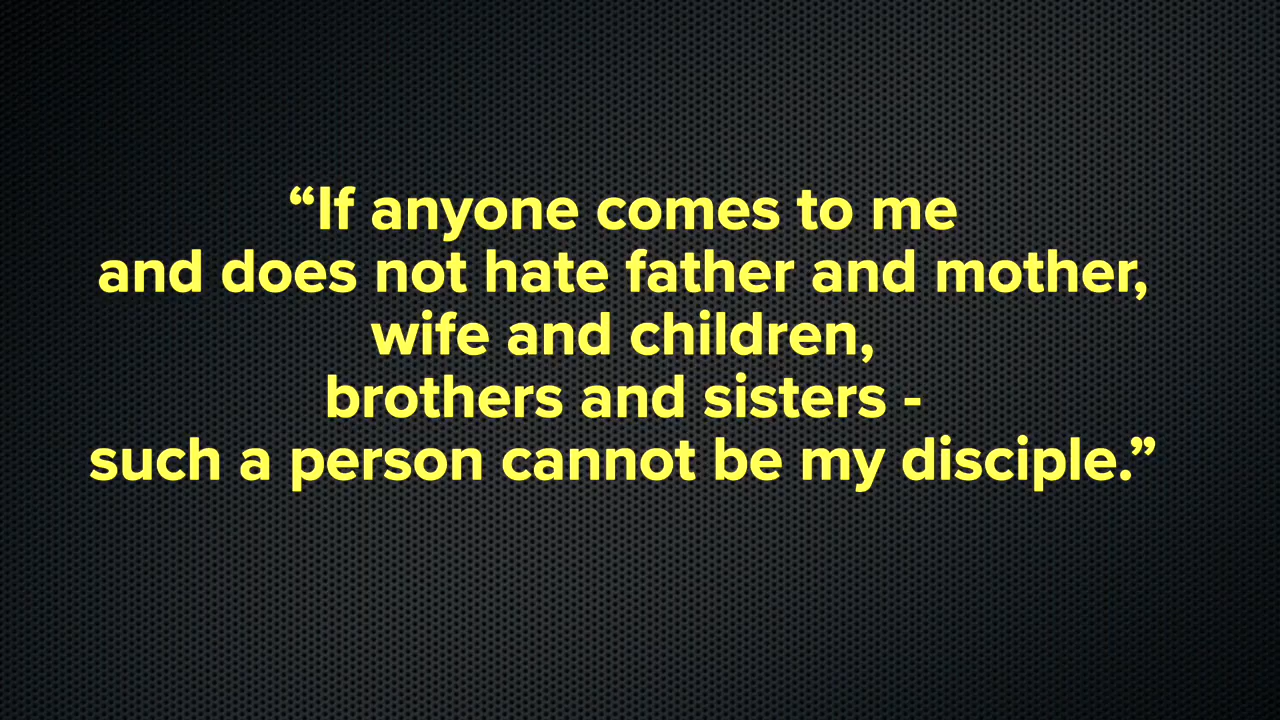 “If anyone comes to me
and does not hate father and mother,
wife and children,
brothers and sisters -
such a person cannot be my disciple.”